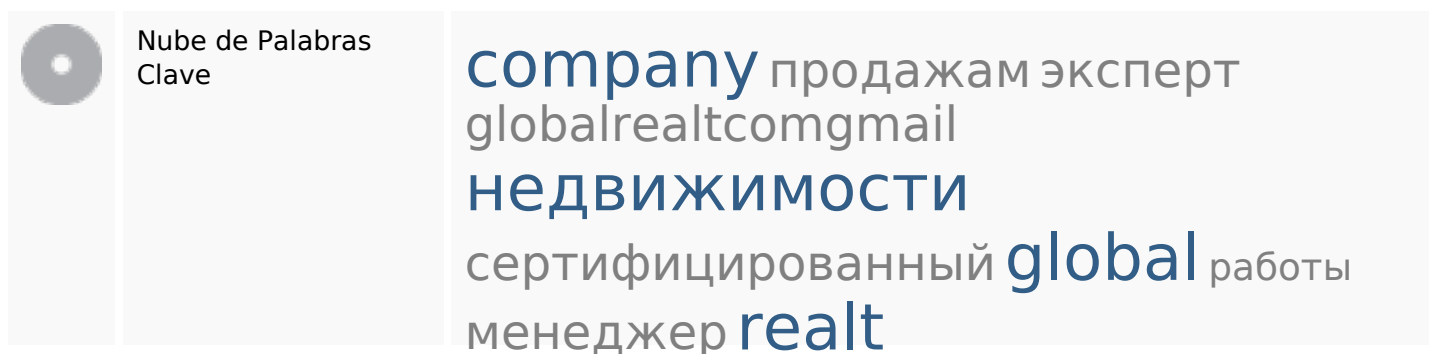 Nube de Palabras
Clave
company продажам эксперт
globalrealtcomgmail
недвижимости
сертифицированный global работы
менеджер realt